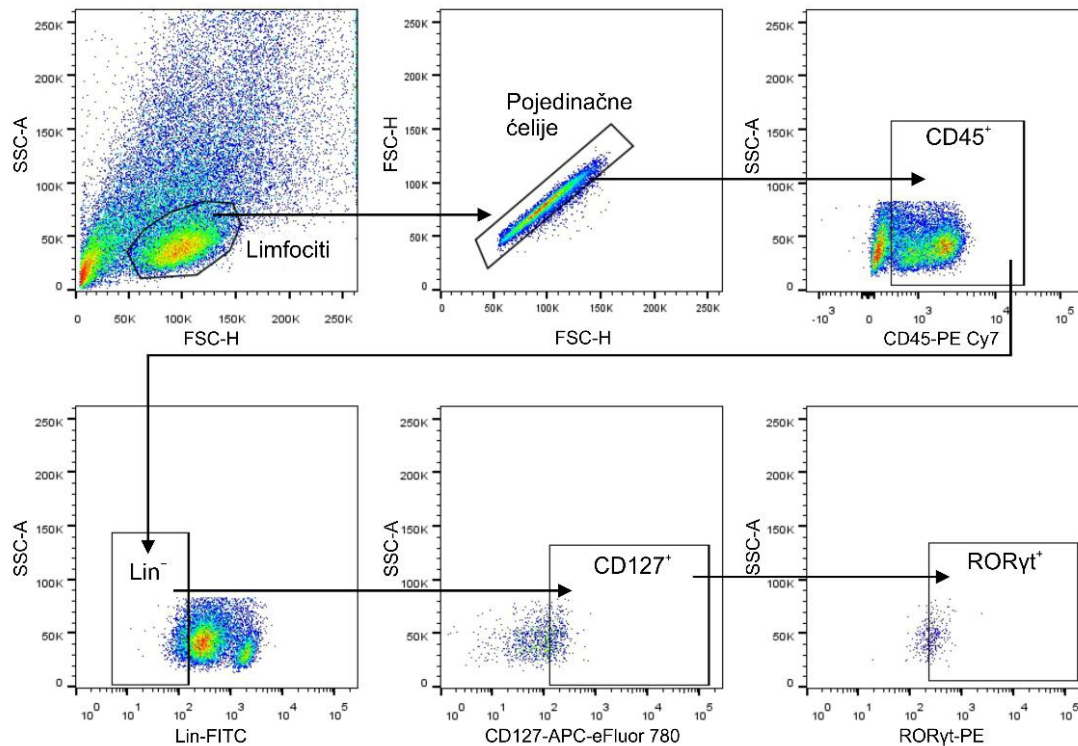 250K
200K
150K
100K
50K
0
SSC-A
Limfociti
0
50K
100K
150K
200K
250K
FSC-H
250K
200K
150K
100K
50K
0
FSC-H
Pojedinačne
ćelije
0
50K
100K
150K
200K
250K
FSC-H
250K
200K
150K
100K
50K
0
SSC-A
CD45⁺
-10³
0
10³
10⁴
10⁵
CD45-PE Cy7
250K
200K
150K
100K
50K
0
SSC-A
Lin⁻
10⁰
10¹
10²
10³
10⁴
10⁵
Lin-FITC
250K
200K
150K
100K
50K
0
SSC-A
CD127⁺
10⁰
10¹
10²
10³
10⁴
10⁵
CD127-APC-eFluor 780
250K
200K
150K
100K
50K
0
SSC-A
RORγt⁺
10⁰
10¹
10²
10³
10⁴
10⁵
RORγt-PE